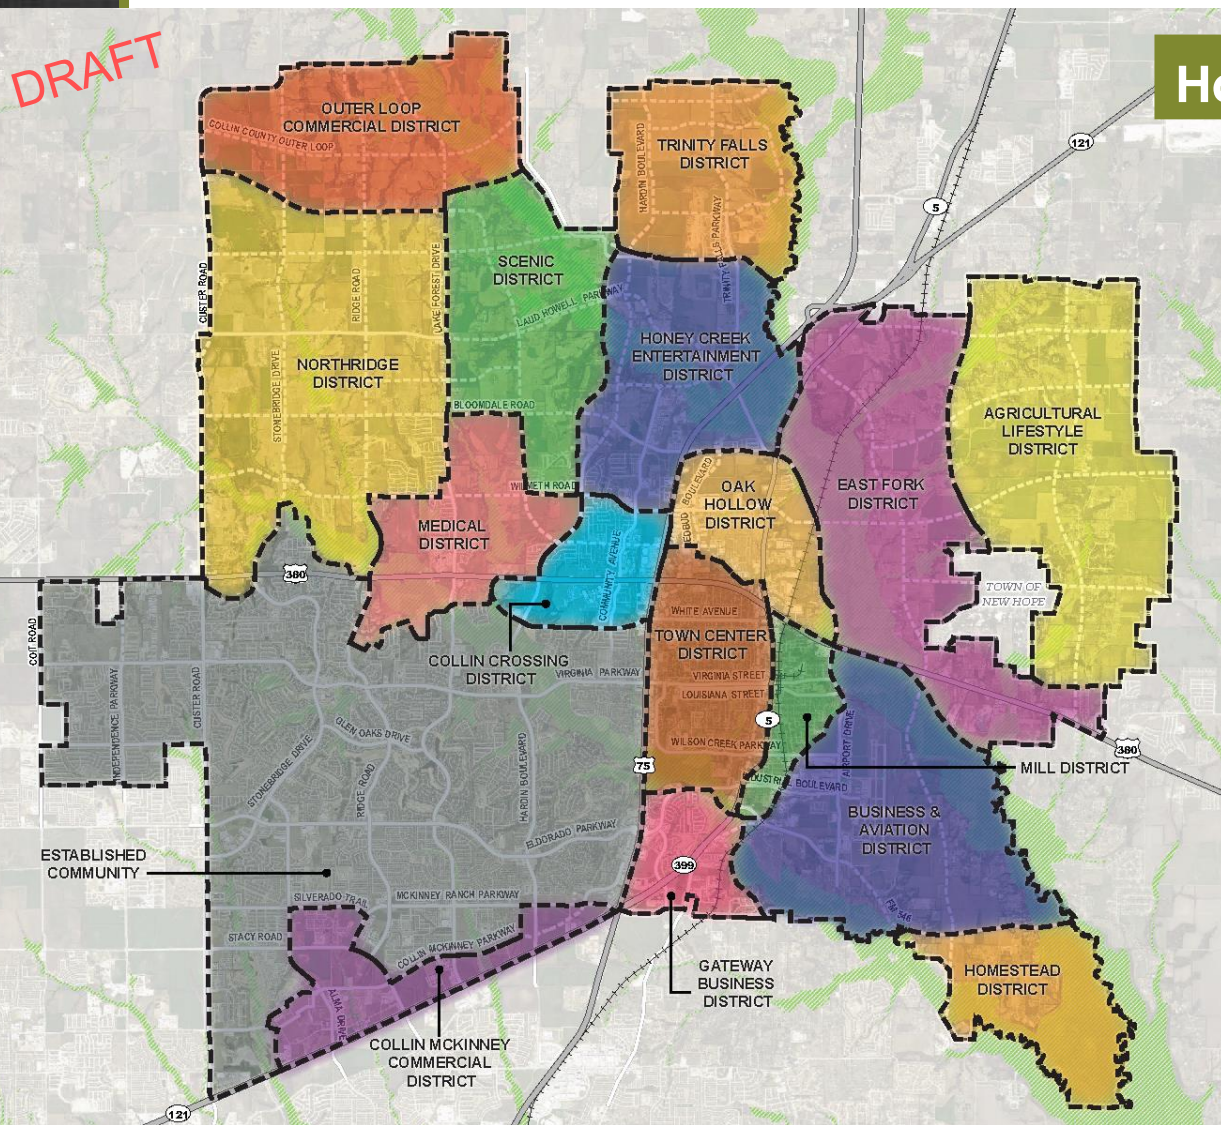 DRAFT
Ho
OUTER LOOP
COMMERCIAL DISTRICT
COLLIN COUNTY OUTER LOOP
TRINITY FALLS
DISTRICT
HARDIN BOULEVARD
TRINITY FALLS PARKWAY
121
5
SCENIC
DISTRICT
LAUD HOWELL PARKWAY
CUSTER ROAD
RIDGE ROAD
LAKE FOREST DRIVE
STONEBRIDGE DRIVE
NORTHRIDGE
DISTRICT
HONEY CREEK
ENTERTAINMENT
DISTRICT
BLOOMDALE ROAD
AGRICULTURAL
LIFESTYLE
DISTRICT
EAST FORK
DISTRICT
OAK
HOLLOW
DISTRICT
REDBUD BOULEVARD
WILMETH ROAD
MEDICAL
DISTRICT
COMMUNITY AVENUE
380
TOWN OF
NEW HOPE
WHITE AVENUE
TOWN CENTER
DISTRICT
COLLIN CROSSING
DISTRICT
VIRGINIA PARKWAY
VIRGINIA STREET
LOUISIANA STREET
COIT ROAD
INDEPENDENCE PARKWAY
CUSTER ROAD
GLEN OAKS DRIVE
STONEBRIDGE DRIVE
RIDGE ROAD
HARDIN BOULEVARD
5
WILSON CREEK PARKWAY
AIRPORT DRIVE
380
75
MILL DISTRICT
INDUSTRIAL BOULEVARD
BUSINESS &
AVIATION
DISTRICT
ELDORADO PARKWAY
ESTABLISHED
COMMUNITY
399
SILVERADO TRAIL
MCKINNEY RANCH PARKWAY
FM 546
STACY ROAD
COLLIN MCKINNEY PARKWAY
GATEWAY
BUSINESS
DISTRICT
HOMESTEAD
DISTRICT
ALMA DRIVE
COLLIN MCKINNEY
COMMERCIAL
DISTRICT
121